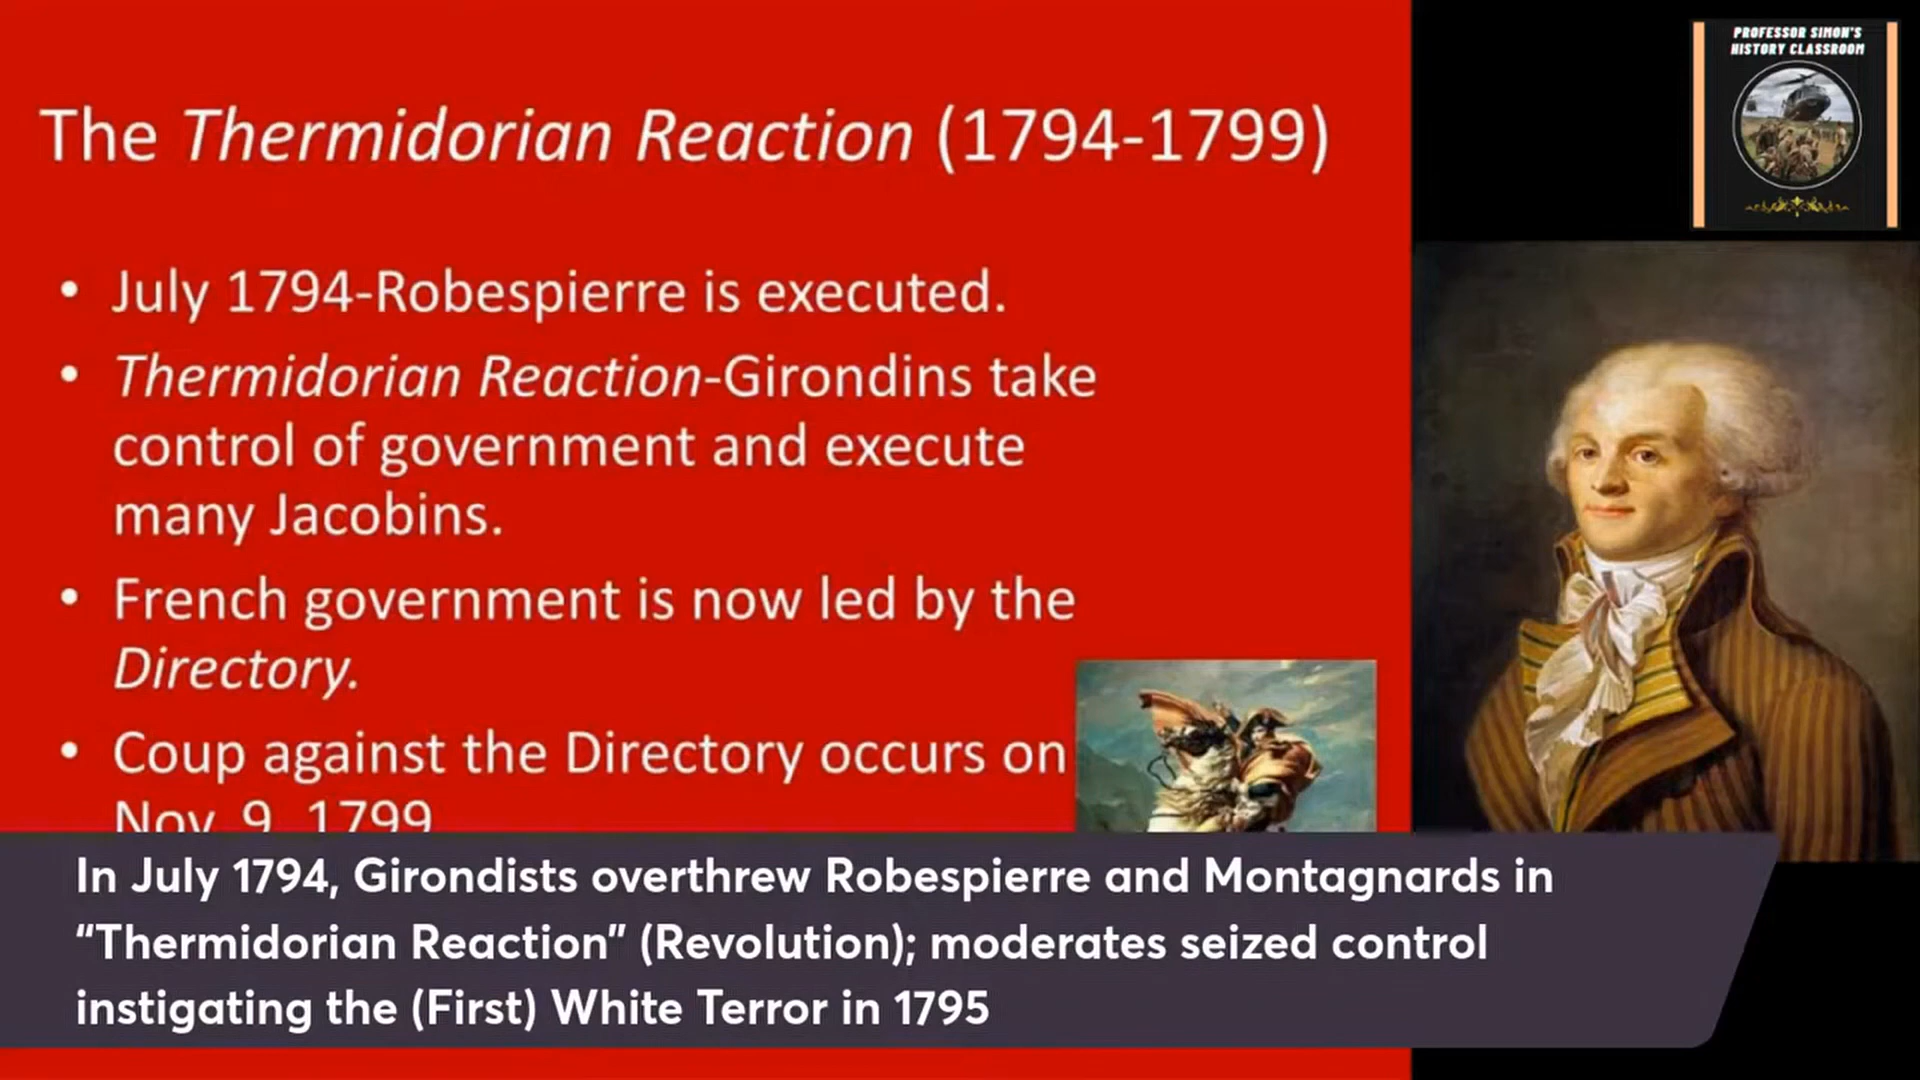 PROFESSOR SIMON'S
HISTORY CLASSROOM
The Thermidorian Reaction (1794-1799)
• July 1794-Robespierre is executed.
• Thermidorian Reaction-Girondins take
control of government and execute
many Jacobins.
• French government is now led by the
Directory.
• Coup against the Directory occurs on
Nov. 9, 1799
In July 1794, Girondists overthrew Robespierre and Montagnards in
“Thermidorian Reaction” (Revolution); moderates seized control
instigating the (First) White Terror in 1795